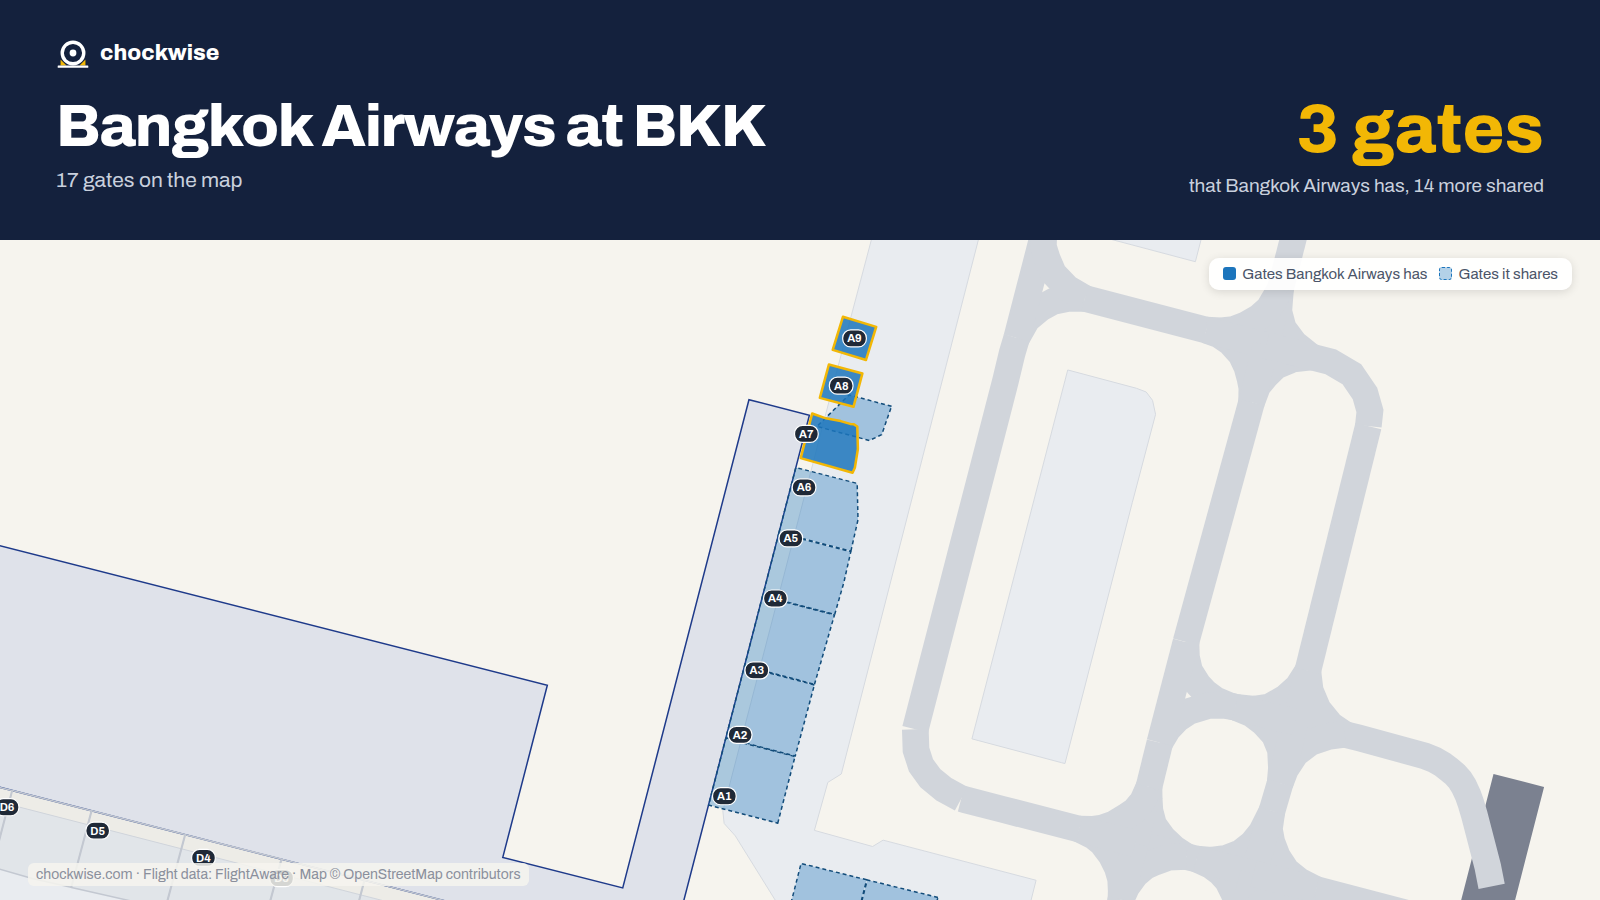 chockwise
Bangkok Airways at BKK
17 gates on the map
3 gates
that Bangkok Airways has, 14 more shared
Gates Bangkok Airways has
Gates it shares
A9
A8
A7
A6
A5
A4
A3
A2
A1
D6
D5
D4
chockwise.com · Flight data: FlightAware · Map © OpenStreetMap contributors